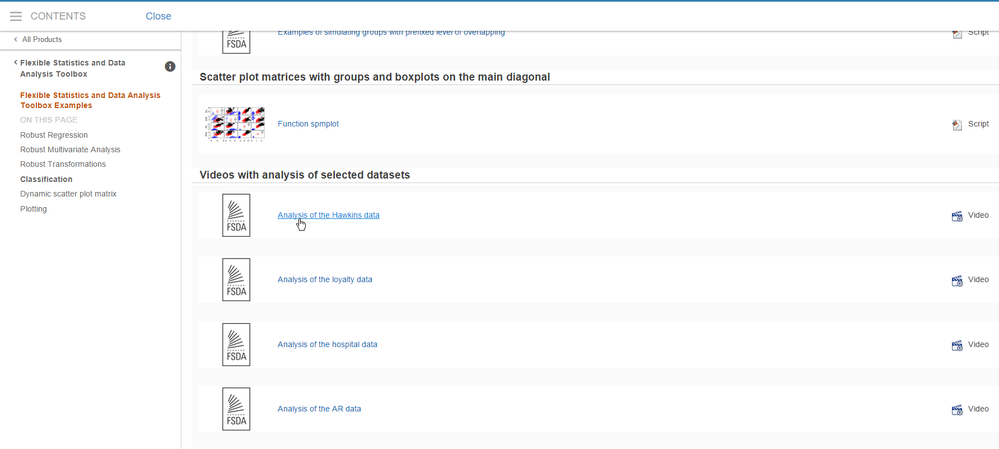 CONTENTS
Close
All Products
Flexible Statistics and Data
Analysis Toolbox
Flexible Statistics and Data Analysis
Toolbox Examples
ON THIS PAGE
Robust Regression
Robust Multivariate Analysis
Robust Transformations
Classification
Dynamic scatter plot matrix
Plotting
FSDA
Examples of simulating groups with prefixed level of overlapping
Script
Scatter plot matrices with groups and boxplots on the main diagonal
Function spmplot
Script
Videos with analysis of selected datasets
FSDA
Analysis of the Hawkins data
Video
FSDA
Analysis of the loyalty data
Video
FSDA
Analysis of the hospital data
Video
FSDA
Analysis of the AR data
Video